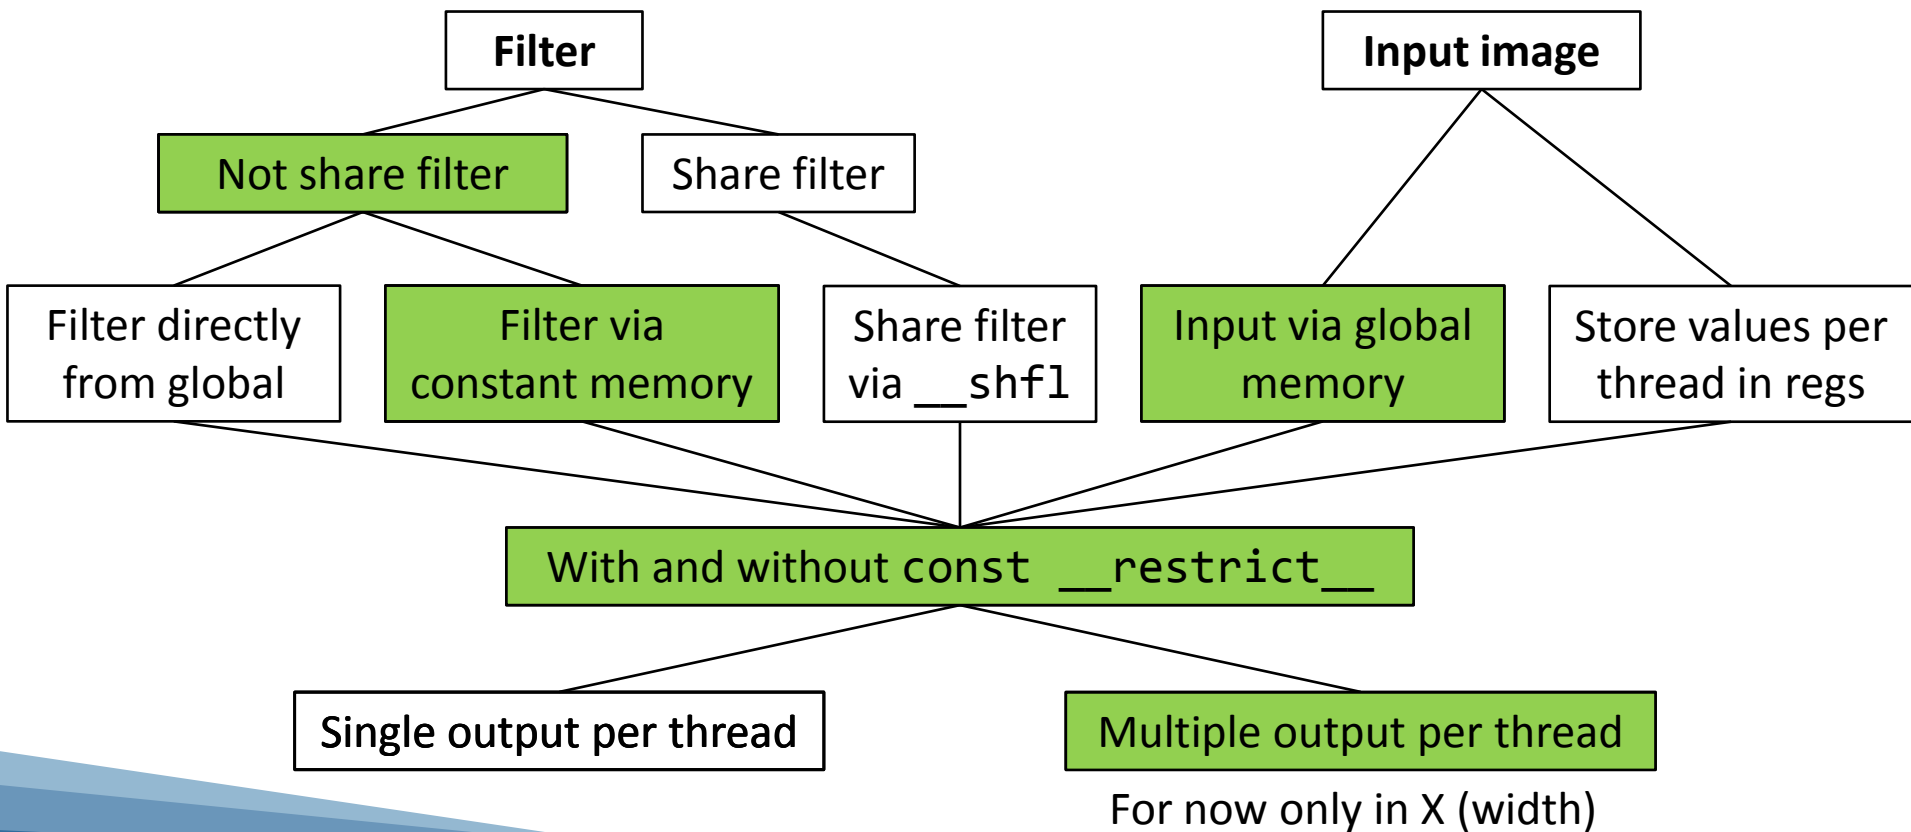 Filter
Input image
Not share filter
Share filter
Filter directly
from global
Filter via
constant memory
Share filter
via __shfl
Input via global
memory
Store values per
thread in regs
With and without const __restrict__
Single output per thread
Multiple output per thread
For now only in X (width)